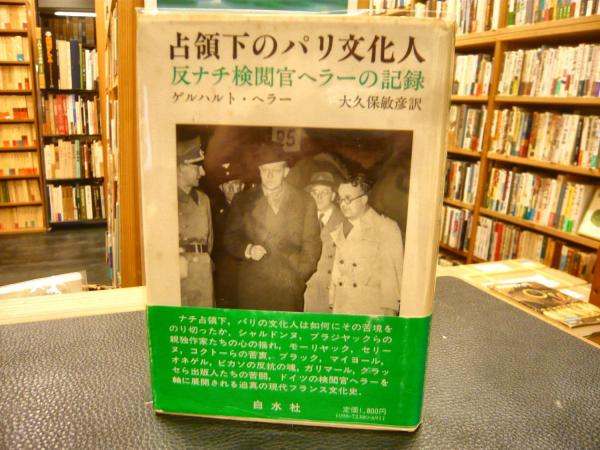 占領下のパリ文化人
反ナチ検閲官ヘラーの記録
ゲルハルト・ヘラー 大久保敏彦訳
25
ナチ占領下，パリの文化人は如何にその苦境を
のり切ったか，シャルドンヌ，ブラジヤックらの
親独作家たちの心の揺れ，モーリヤック，セリー
ヌ，コクトーらの苦衷，ブラック，マイヨール，
オネゲル，ピカソの反抗の魂，ガリマール，グラッ
セら出版人たちの苦闘，ドイツの検閲官ヘラーを
軸に展開される迫真の現代フランス文化史．
白水社
定価1,800円